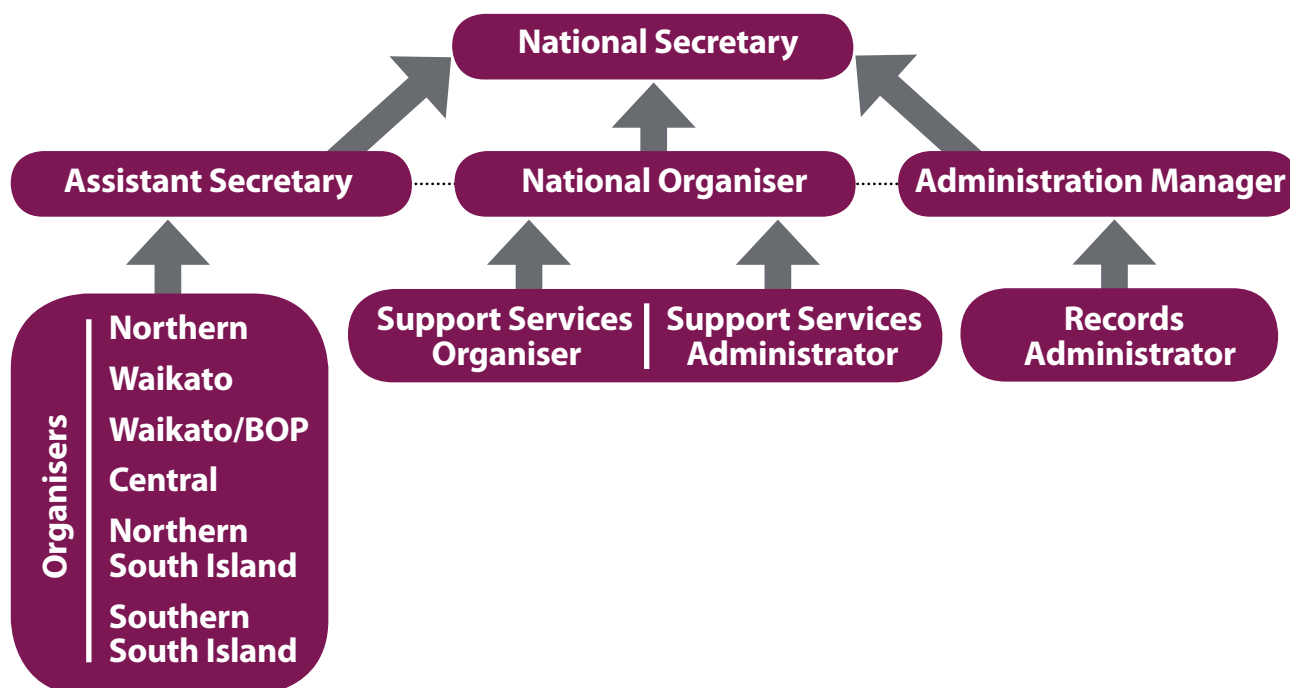 National Secretary
Assistant Secretary
National Organiser
Administration Manager
Organisers
Northern
Waikato
Waikato/BOP
Central
Northern
South Island
Southern
South Island
Support Services
Organiser
Support Services
Administrator
Records
Administrator